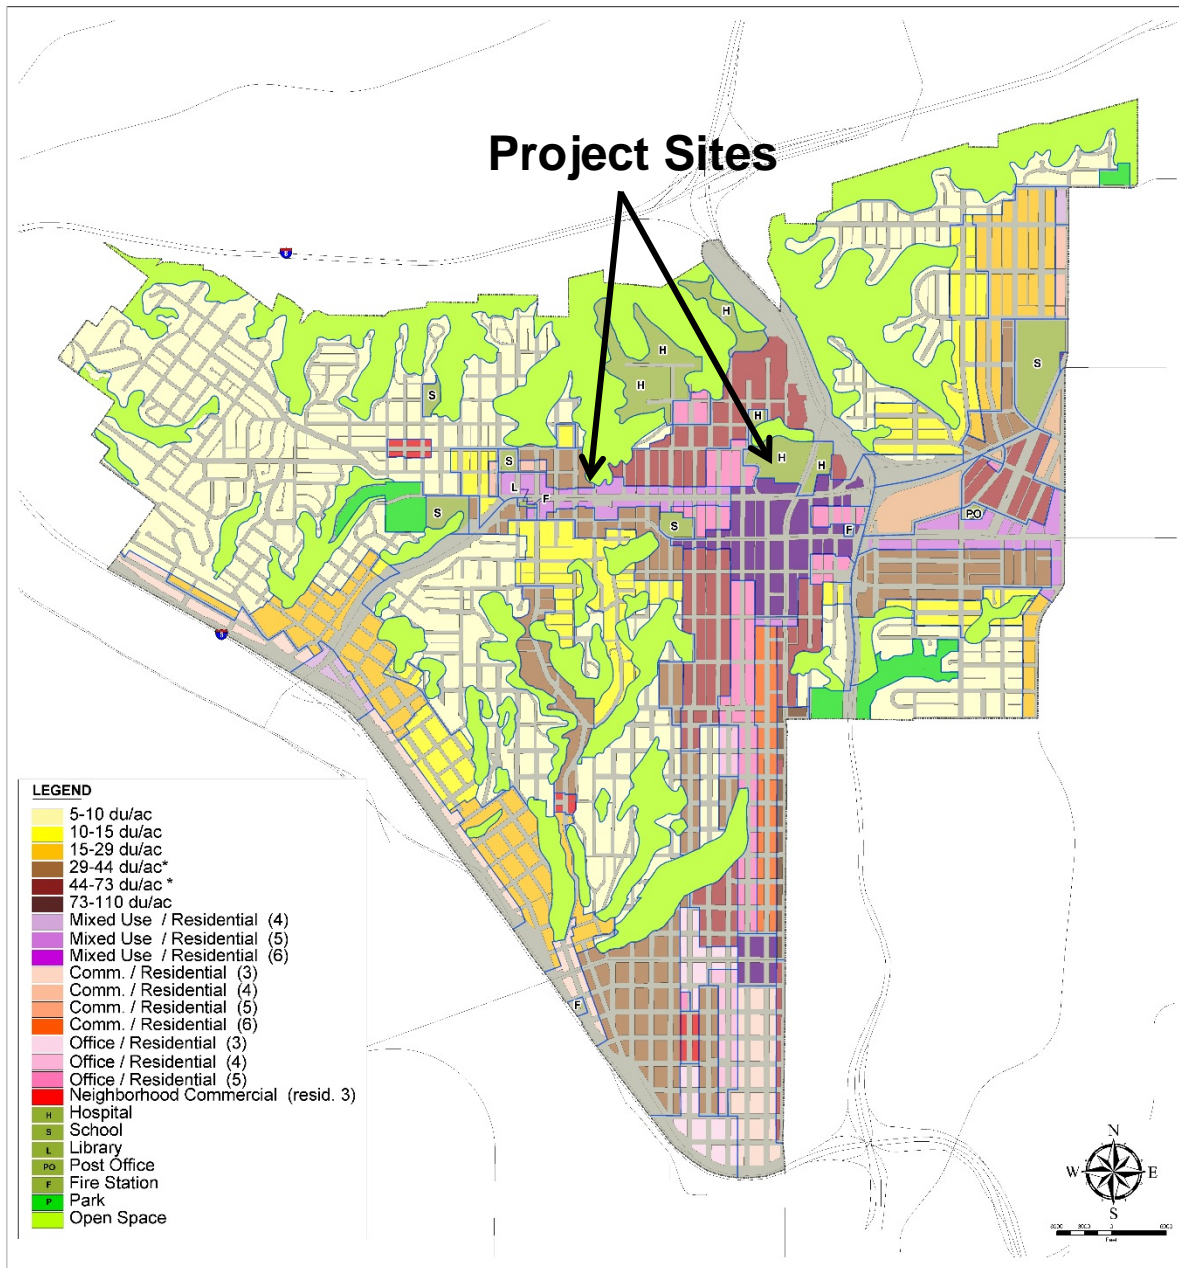 Project Sites
8
H
H
H
S
S
H
H
H
S
L
F
S
S
PO
F
8
F
LEGEND
5-10 du/ac
10-15 du/ac
15-29 du/ac
29-44 du/ac*
44-73 du/ac *
73-110 du/ac
Mixed Use / Residential (4)
Mixed Use / Residential (5)
Mixed Use / Residential (6)
Comm. / Residential (3)
Comm. / Residential (4)
Comm. / Residential (5)
Comm. / Residential (6)
Office / Residential (3)
Office / Residential (4)
Office / Residential (5)
Neighborhood Commercial (resid. 3)
H Hospital
S School
L Library
PO Post Office
F Fire Station
P Park
Open Space
N
W E
S
Feet